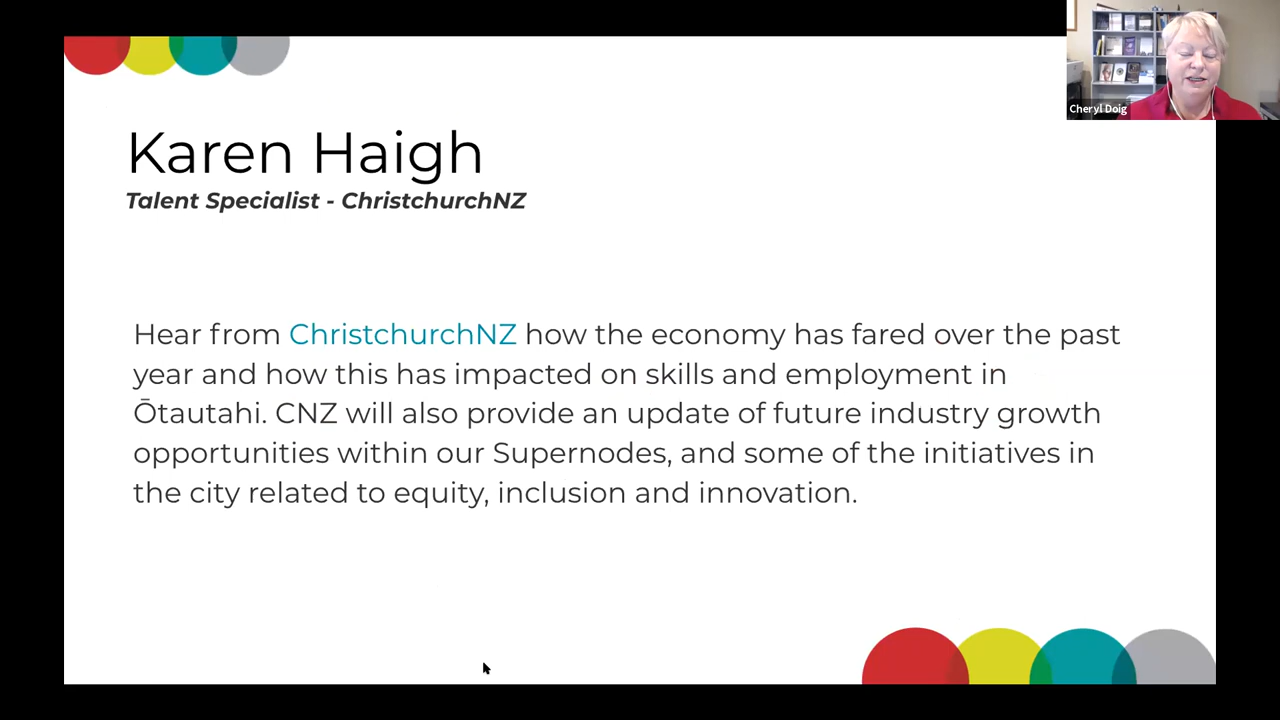 Karen Haigh
Talent Specialist - ChristchurchNZ
Hear from ChristchurchNZ how the economy has fared over the past
year and how this has impacted on skills and employment in
Ōtautahi. CNZ will also provide an update of future industry growth
opportunities within our Supernodes, and some of the initiatives in
the city related to equity, inclusion and innovation.
Cheryl Doig